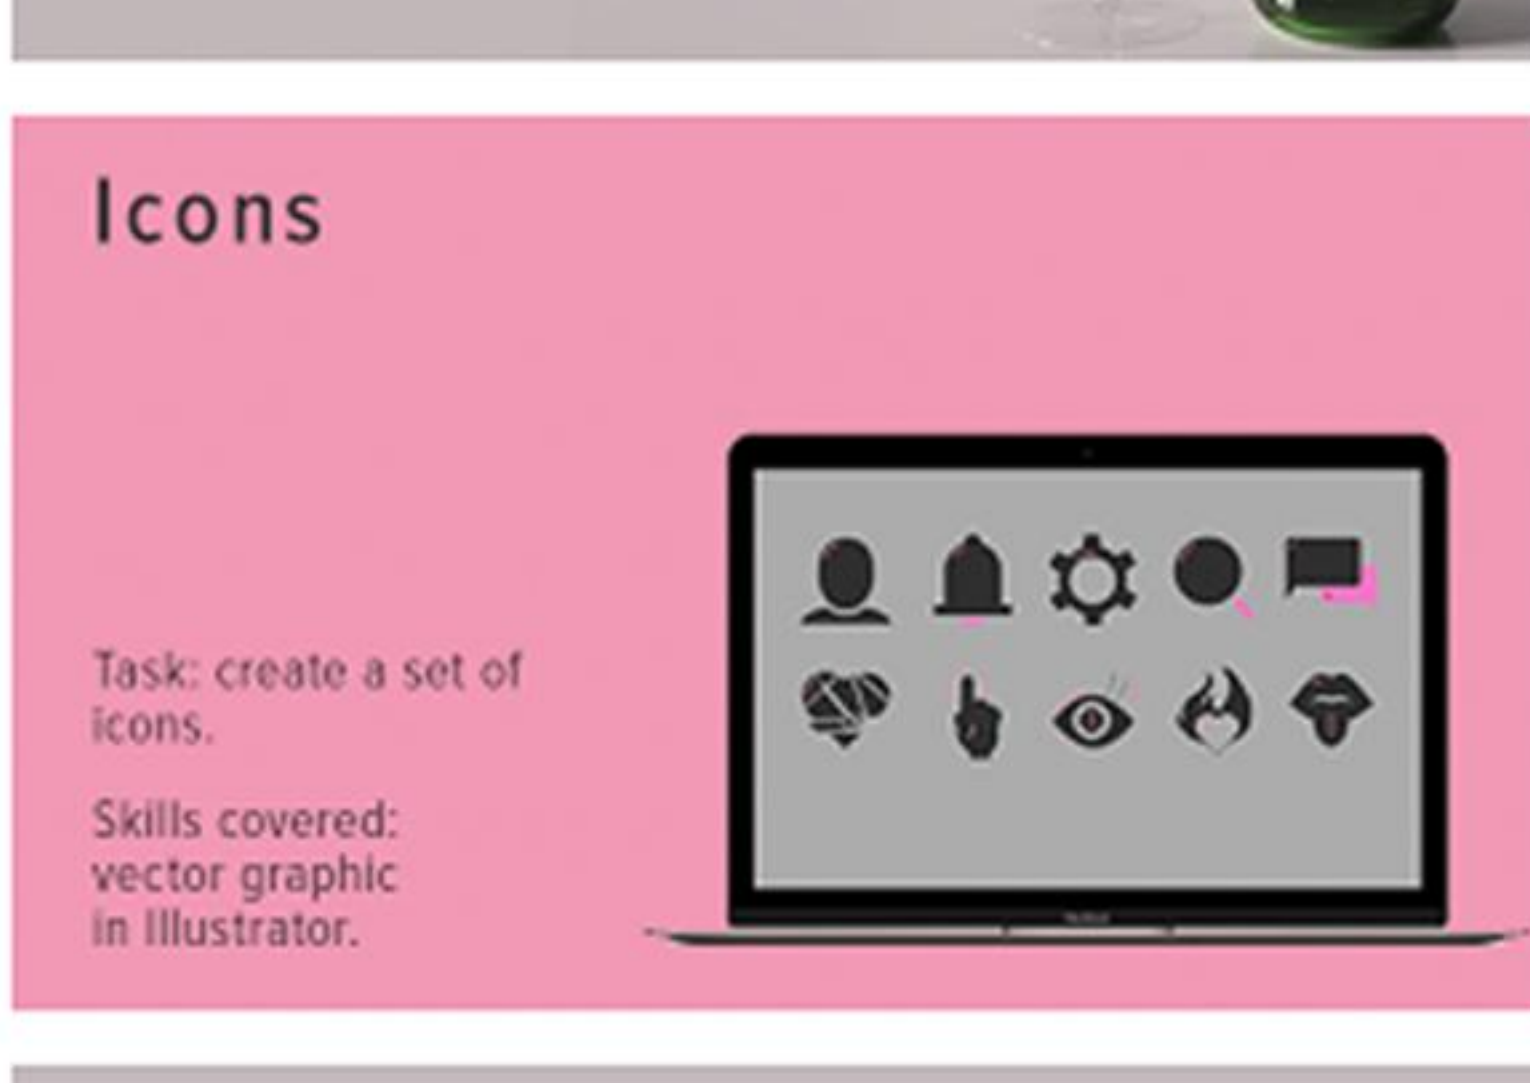 Icons
Task: create a set of
icons.
Skills covered:
vector graphic
in Illustrator.